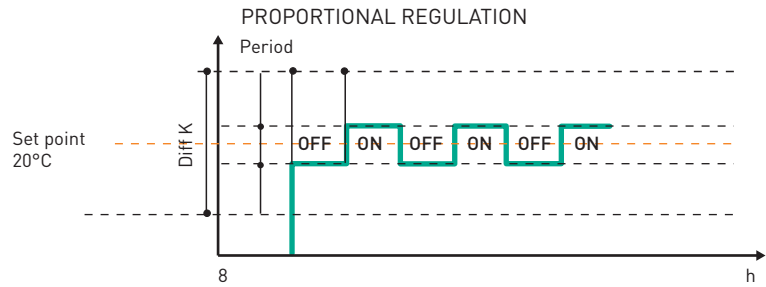 PROPORTIONAL REGULATION
Period
Set point
20°C
Diff K
OFF ON OFF ON OFF ON
8 h